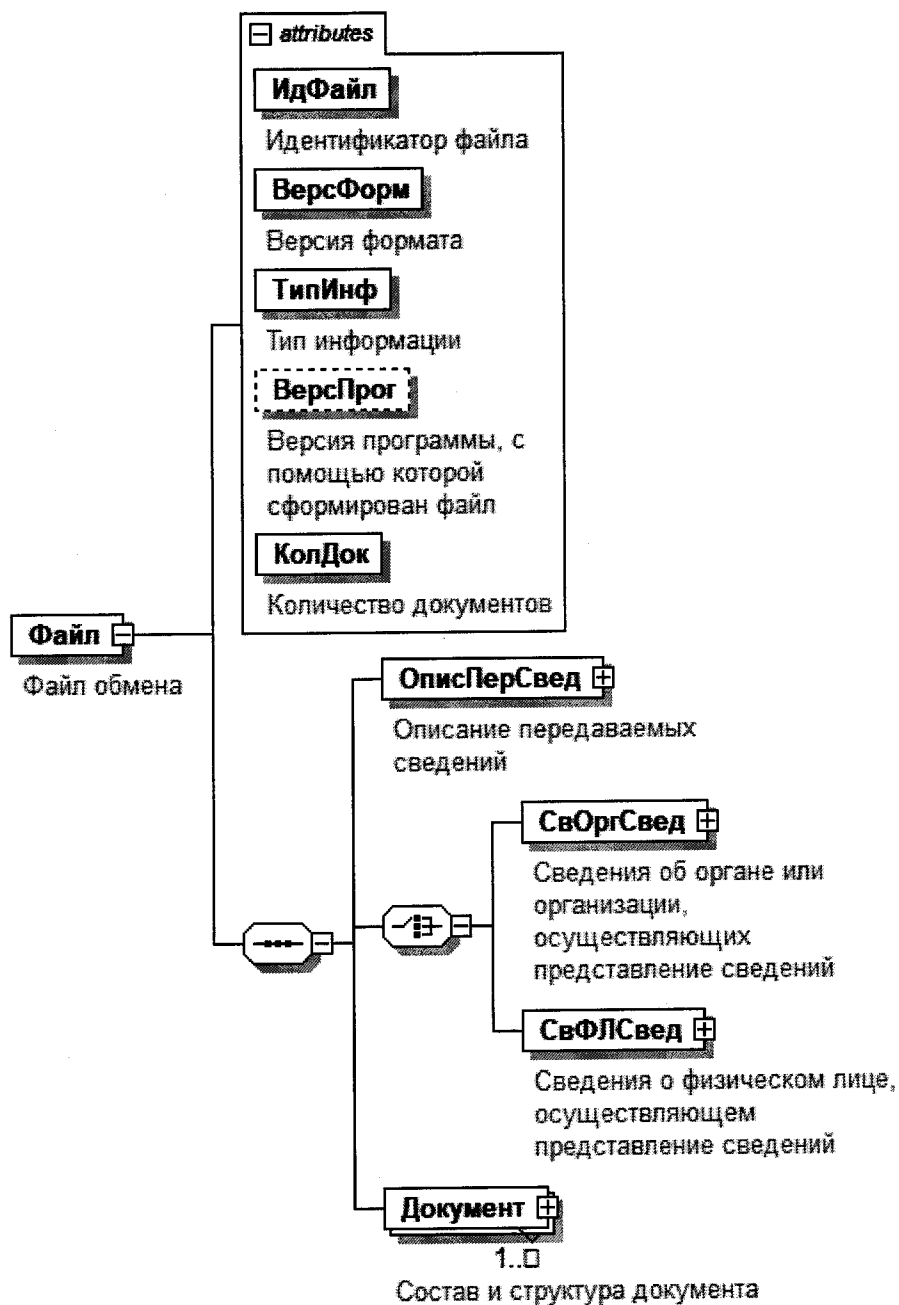 attributes
ИдФайл
Идентификатор файла
ВерсФорм
Версия формата
ТипИнф
Тип информации
ВерсПрог
Версия программы, с
помощью которой
сформирован файл
КолДок
Количество документов
Файл
Файл обмена
ОписПерСвед
Описание передаваемых
сведений
СвОргСвед
Сведения об органе или
организации,
осуществляющих
представление сведений
СвФЛСвед
Сведения о физическом лице,
осуществляющем
представление сведений
Документ
1..□
Состав и структура документа